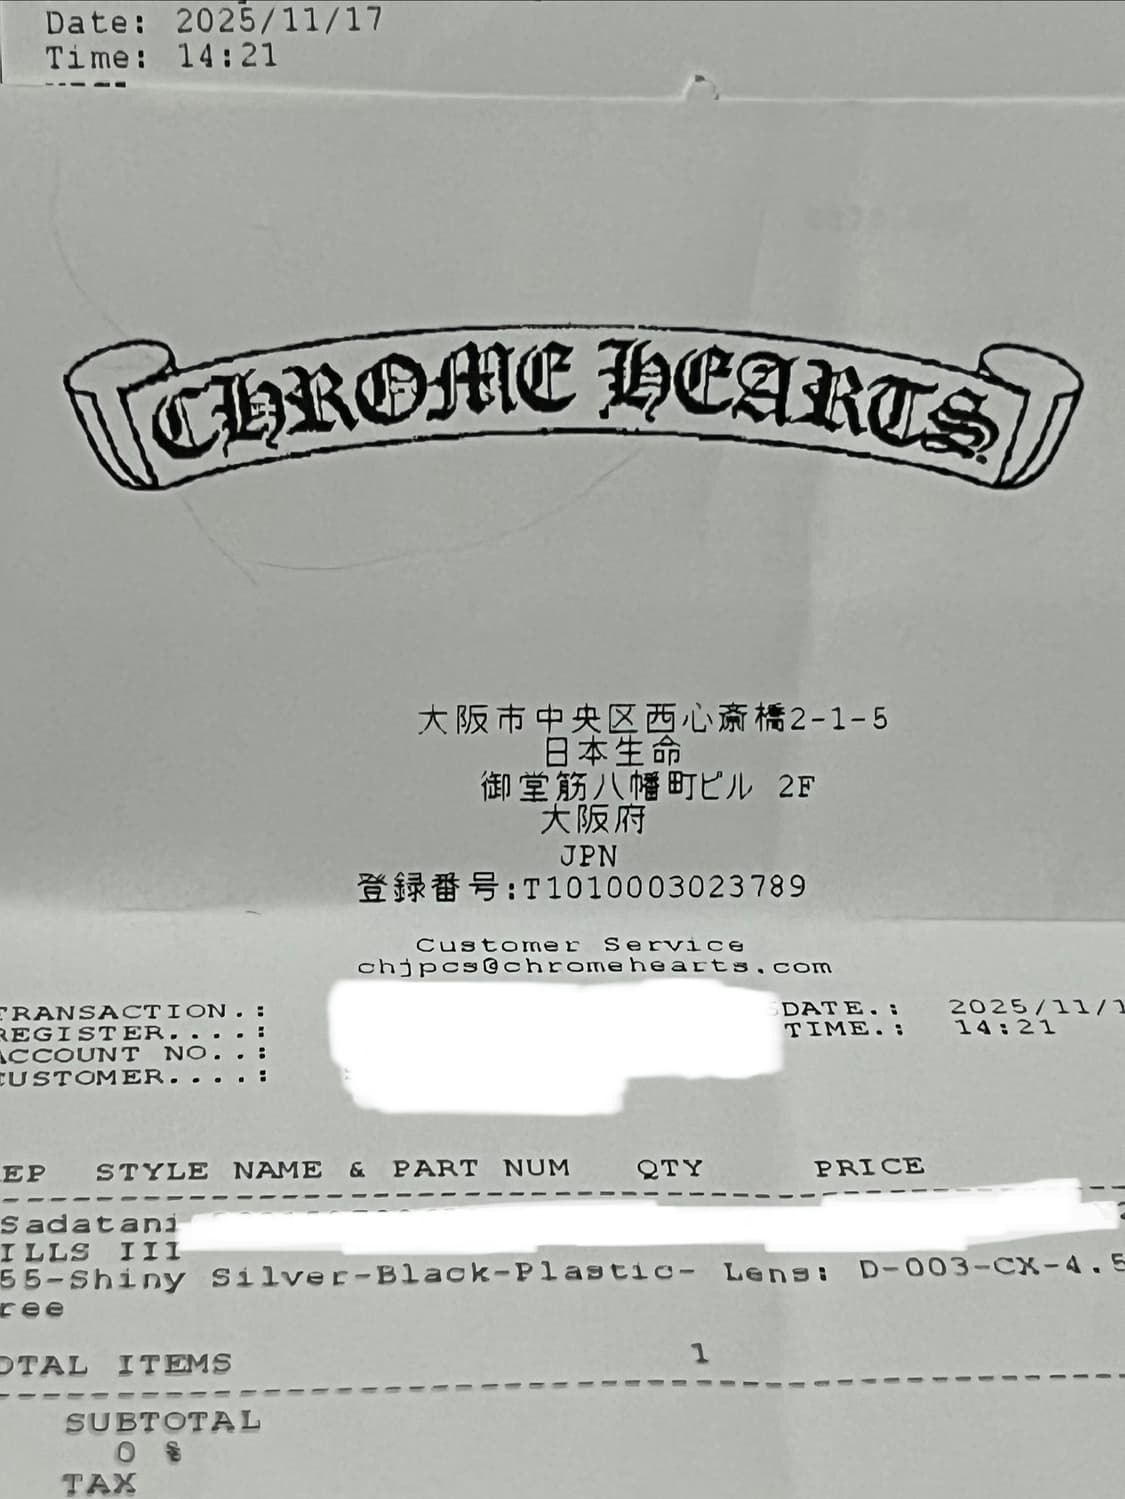 Date: 2025/11/17
Time: 14:21
CHROME HEARTS
大阪市中央区西心斎橋2-1-5
日本生命
御堂筋八幡町ビル 2F
大阪府
JPN
登録番号:T1010003023789
Customer Service
chjpcs@chromehearts.com
TRANSACTION.: DATE.: 2025/11/1
REGISTER....: TIME.: 14:21
ACCOUNT NO..:
CUSTOMER....:
EP STYLE NAME & PART NUM QTY PRICE
Sadatani
ILLS III
55-Shiny Silver-Black-Plastic- Lens: D-003-CX-4.5
ree
OTAL ITEMS 1
SUBTOTAL
0 %
TAX